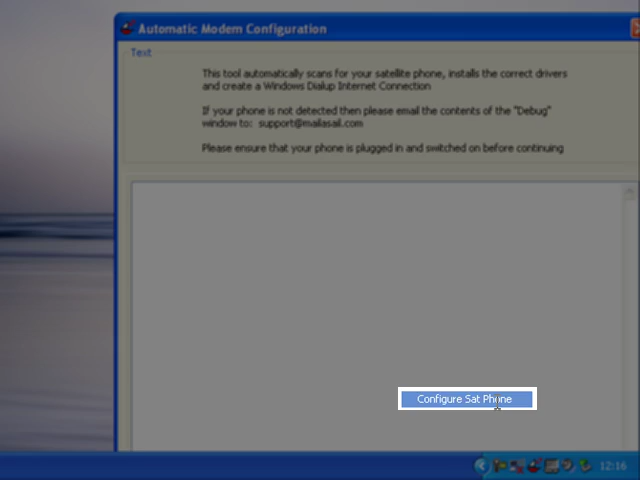 Automatic Modem Configuration
Text
This tool automatically scans for your satellite phone, installs the correct drivers
and create a Windows Dialup Internet Connection
If your phone is not detected then please email the contents of the "Debug"
window to: support@mailasail.com
Please ensure that your phone is plugged in and switched on before continuing
Configure Sat Phone
12:16